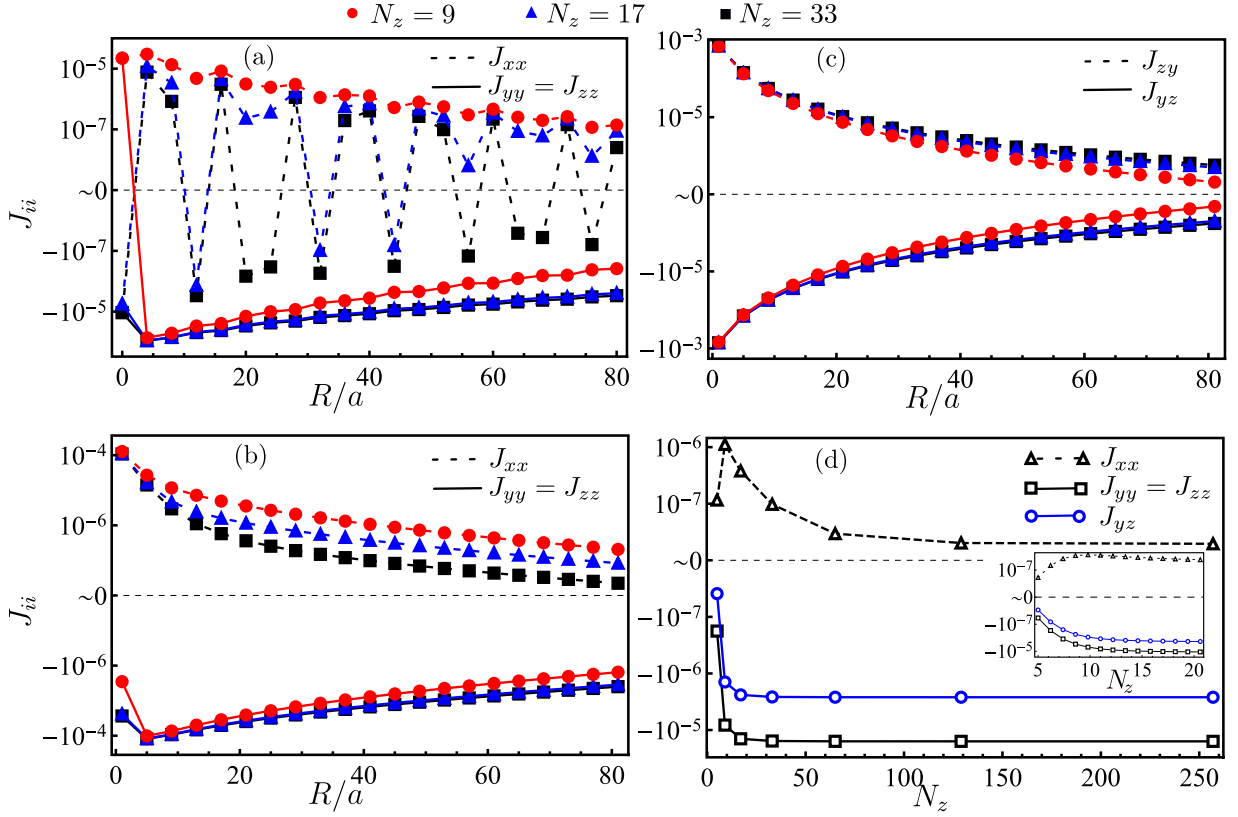 N_z = 9 N_z = 17 N_z = 33
(a)
J_xx
J_yy = J_zz
10^-5
10^-7
~0
-10^-7
-10^-5
J_ii
0 20 40 60 80
R/a
(c)
J_zy
J_yz
10^-3
10^-5
~0
-10^-5
-10^-3
0 20 40 60 80
R/a
(b)
J_xx
J_yy = J_zz
10^-4
10^-6
~0
-10^-6
-10^-4
J_ii
0 20 40 60 80
R/a
(d)
J_xx
J_yy = J_zz
J_yz
10^-6
10^-7
~0
-10^-7
-10^-6
-10^-5
0 50 100 150 200 250
N_z
10^-7
~0
-10^-7
-10^-5
5 10 15 20
N_z